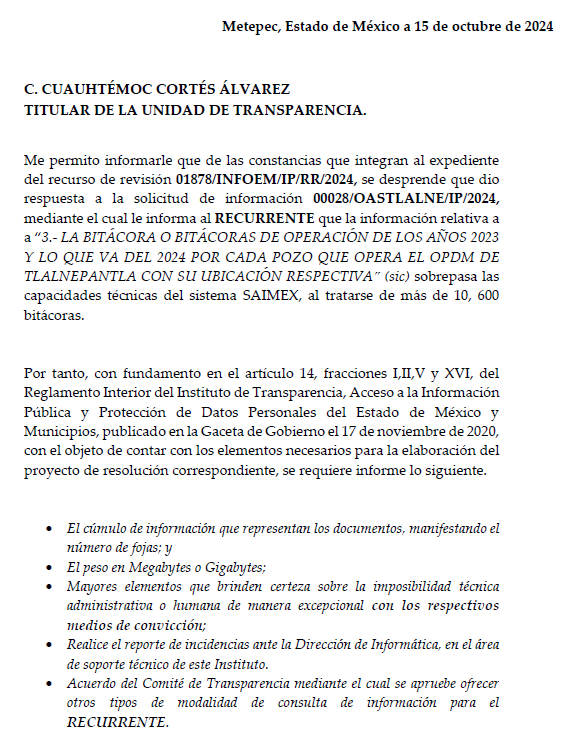 Metepec, Estado de México a 15 de octubre de 2024
C. CUAUHTÉMOC CORTÉS ÁLVAREZ
TITULAR DE LA UNIDAD DE TRANSPARENCIA.
Me permito informarle que de las constancias que integran al expediente
del recurso de revisión 01878/INFOEM/IP/RR/2024, se desprende que dio
respuesta a la solicitud de información 00028/OASTLALNE/IP/2024,
mediante el cual le informa al RECURRENTE que la información relativa a
a “3.- LA BITÁCORA O BITÁCORAS DE OPERACIÓN DE LOS AÑOS 2023
Y LO QUE VA DEL 2024 POR CADA POZO QUE OPERA EL OPDM DE
TLALNEPANTLA CON SU UBICACIÓN RESPECTIVA” (sic) sobrepasa las
capacidades técnicas del sistema SAIMEX, al tratarse de más de 10, 600
bitácoras.
Por tanto, con fundamento en el artículo 14, fracciones I,II,V y XVI, del
Reglamento Interior del Instituto de Transparencia, Acceso a la Información
Pública y Protección de Datos Personales del Estado de México y
Municipios, publicado en la Gaceta de Gobierno el 17 de noviembre de 2020,
con el objeto de contar con los elementos necesarios para la elaboración del
proyecto de resolución correspondiente, se requiere informe lo siguiente.
• El cúmulo de información que representan los documentos, manifestando el
número de fojas; y
• El peso en Megabytes o Gigabytes;
• Mayores elementos que brinden certeza sobre la imposibilidad técnica
administrativa o humana de manera excepcional con los respectivos
medios de convicción;
• Realice el reporte de incidencias ante la Dirección de Informática, en el área
de soporte técnico de este Instituto.
• Acuerdo del Comité de Transparencia mediante el cual se apruebe ofrecer
otros tipos de modalidad de consulta de información para el
RECURRENTE.